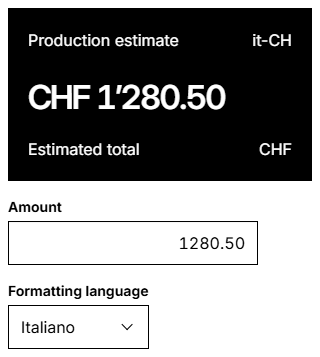 Production estimate it-CH
CHF 1’280.50
Estimated total CHF
Amount
1280.50
Formatting language
Italiano